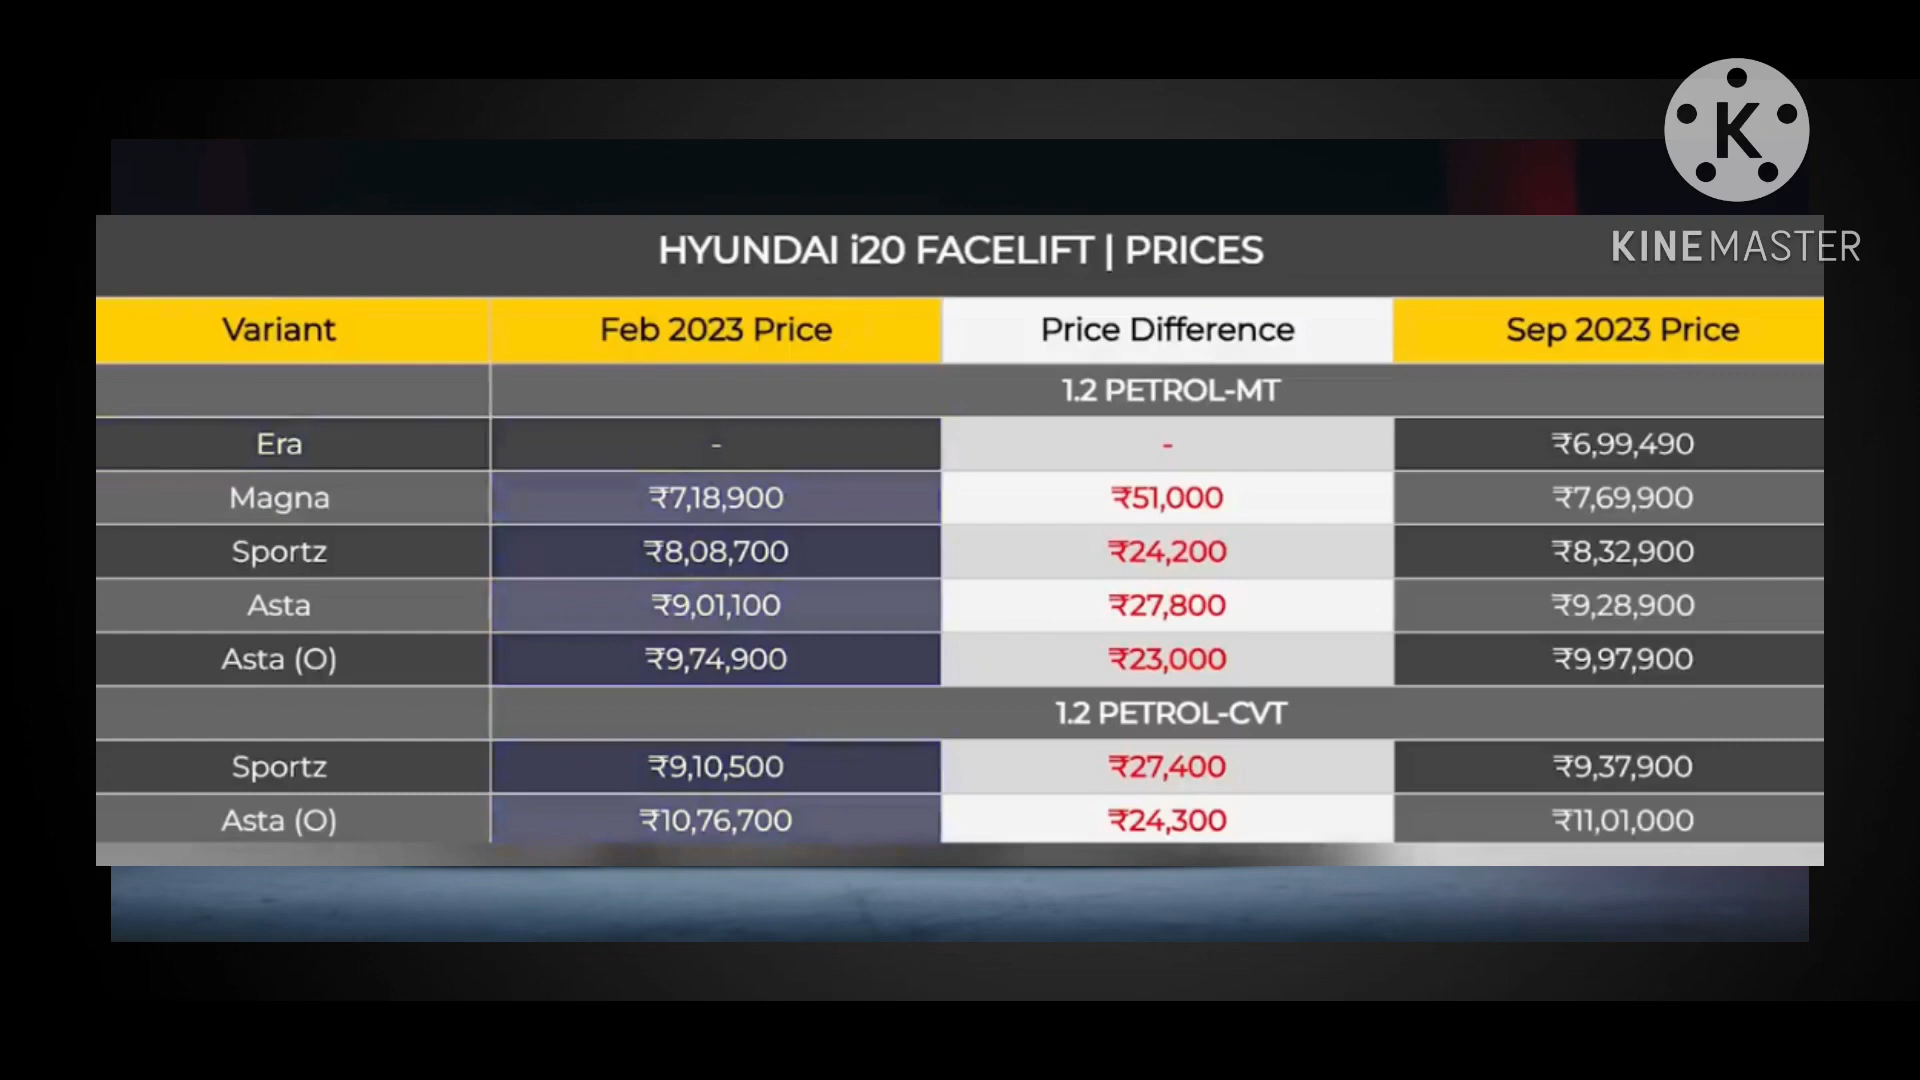 K
KINEMASTER
HYUNDAI i20 FACELIFT | PRICES
Variant Feb 2023 Price Price Difference Sep 2023 Price
1.2 PETROL-MT
Era - - ₹6,99,490
Magna ₹7,18,900 ₹51,000 ₹7,69,900
Sportz ₹8,08,700 ₹24,200 ₹8,32,900
Asta ₹9,01,100 ₹27,800 ₹9,28,900
Asta (O) ₹9,74,900 ₹23,000 ₹9,97,900
1.2 PETROL-CVT
Sportz ₹9,10,500 ₹27,400 ₹9,37,900
Asta (O) ₹10,76,700 ₹24,300 ₹11,01,000